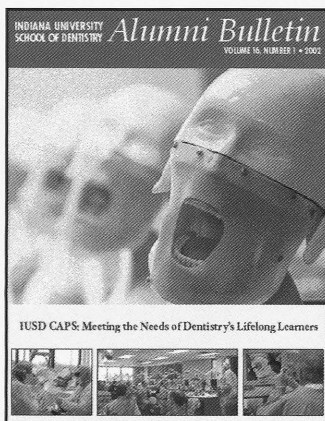 INDIANA UNIVERSITY
SCHOOL OF DENTISTRY
Alumni Bulletin
VOLUME 16, NUMBER 1 • 2002
IUSD CAPS: Meeting the Needs of Dentistry's Lifelong Learners